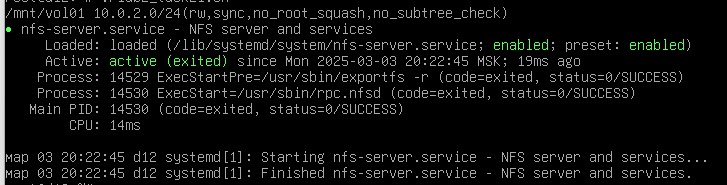 /mnt/vol01 10.0.2.0/24(rw,sync,no_root_squash,no_subtree_check)
● nfs-server.service - NFS server and services
Loaded: loaded (/lib/systemd/system/nfs-server.service; enabled; preset: enabled)
Active: active (exited) since Mon 2025-03-03 20:22:45 MSK; 19ms ago
Process: 14529 ExecStartPre=/usr/sbin/exportfs -r (code=exited, status=0/SUCCESS)
Process: 14530 ExecStart=/usr/sbin/rpc.nfsd (code=exited, status=0/SUCCESS)
Main PID: 14530 (code=exited, status=0/SUCCESS)
CPU: 14ms
мар 03 20:22:45 d12 systemd[1]: Starting nfs-server.service - NFS server and services...
мар 03 20:22:45 d12 systemd[1]: Finished nfs-server.service - NFS server and services.